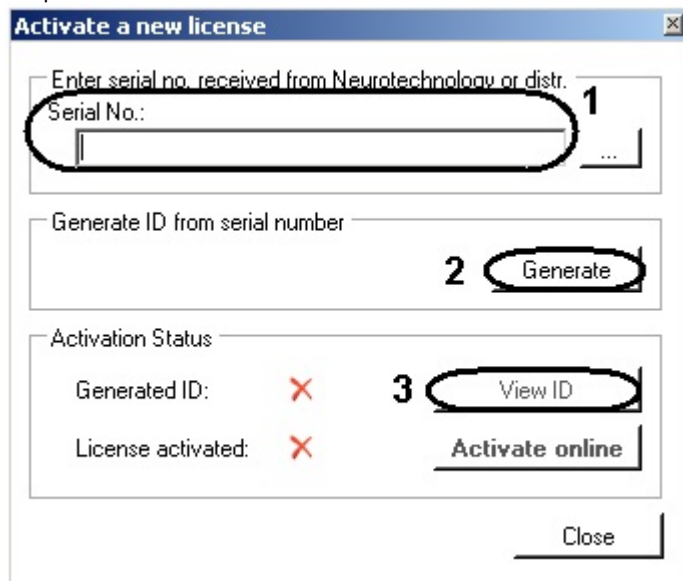 Activate a new license
Enter serial no. received from Neurotechnology or distr.
Serial No.:
1
...
Generate ID from serial number
2 Generate
Activation Status
Generated ID:
3 View ID
License activated:
Activate online
Close